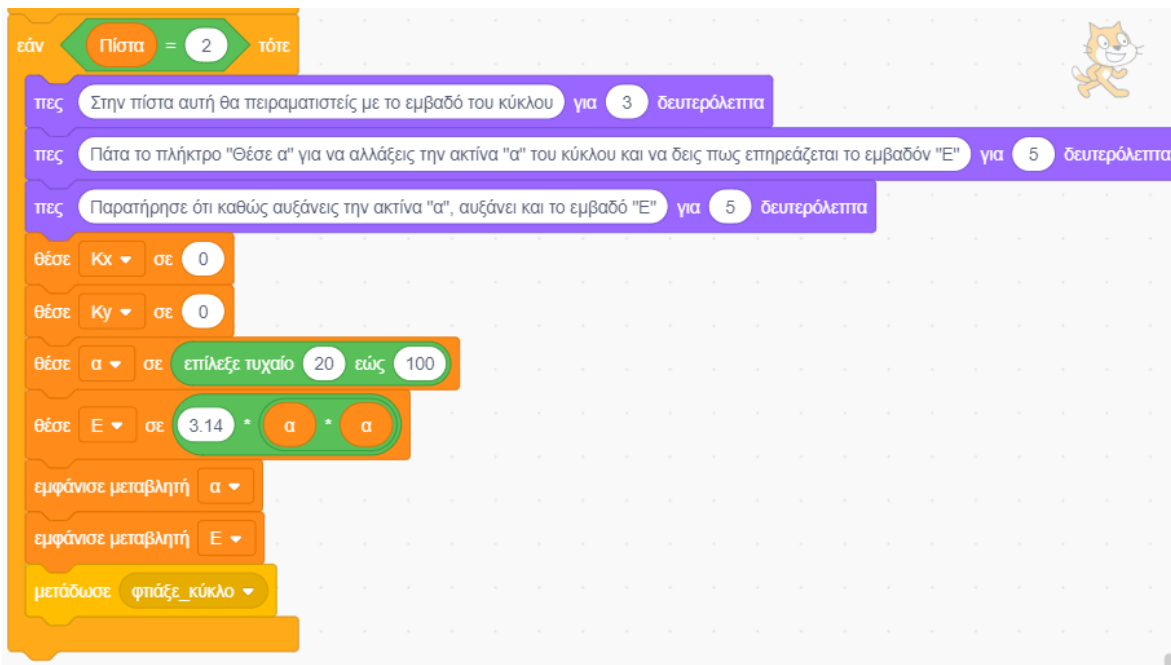 εάν Πίστα = 2 τότε
πες Στην πίστα αυτή θα πειραματιστείς με το εμβαδό του κύκλου για 3 δευτερόλεπτα
πες Πάτα το πλήκτρο "Θέσε α" για να αλλάξεις την ακτίνα "α" του κύκλου και να δεις πως επηρεάζεται το εμβαδόν "Ε" για 5 δευτερόλεπτα
πες Παρατήρησε ότι καθώς αυξάνεις την ακτίνα "α", αυξάνει και το εμβαδό "Ε" για 5 δευτερόλεπτα
θέσε Kx σε 0
θέσε Ky σε 0
θέσε α σε επίλεξε τυχαίο 20 εώς 100
θέσε Ε σε 3.14 * α * α
εμφάνισε μεταβλητή α
εμφάνισε μεταβλητή Ε
μετάδωσε φτιάξε_κύκλο